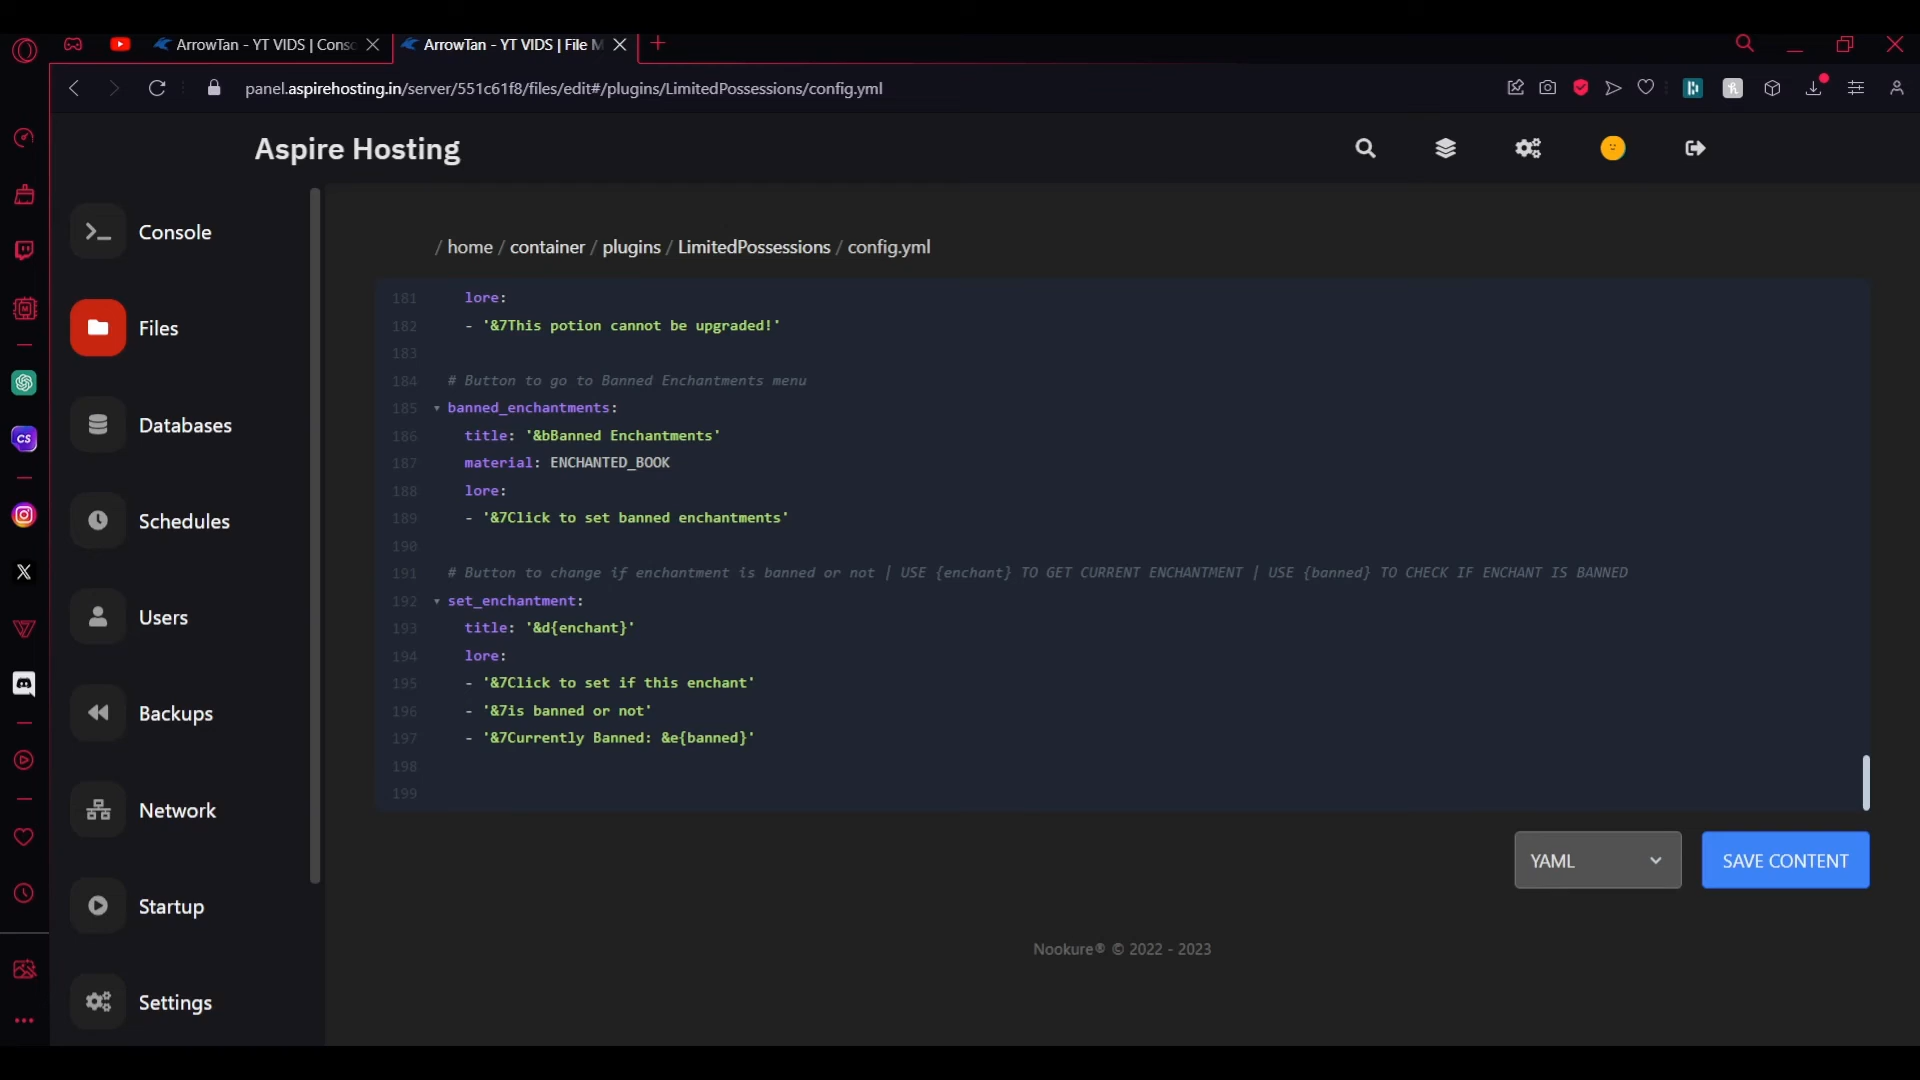 ArrowTan - YT VIDS | Conso
ArrowTan - YT VIDS | File M
panel.aspirehosting.in/server/551c61f8/files/edit#/plugins/LimitedPossessions/config.yml
Aspire Hosting
Console
Files
Databases
Schedules
Users
Backups
Network
Startup
Settings
CS
/ home / container / plugins / LimitedPossessions / config.yml
181 lore:
182 - '&7This potion cannot be upgraded!'
183
184 # Button to go to Banned Enchantments menu
185 banned_enchantments:
186 title: '&bBanned Enchantments'
187 material: ENCHANTED_BOOK
188 lore:
189 - '&7Click to set banned enchantments'
190
191 # Button to change if enchantment is banned or not | USE {enchant} TO GET CURRENT ENCHANTMENT | USE {banned} TO CHECK IF ENCHANT IS BANNED
192 set_enchantment:
193 title: '&d{enchant}'
194 lore:
195 - '&7Click to set if this enchant'
196 - '&7is banned or not'
197 - '&7Currently Banned: &e{banned}'
198
199
YAML
SAVE CONTENT
Nookure® © 2022 - 2023